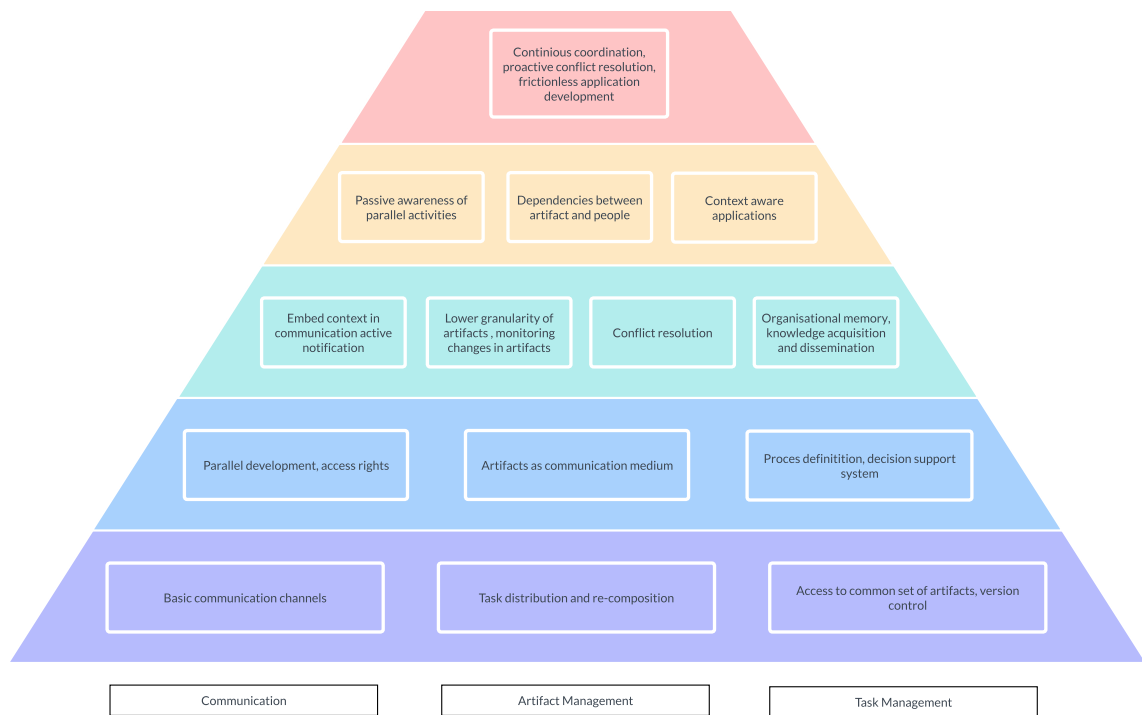 Continious coordination,
proactive conflict resolution,
frictionless application
development
Passive awareness of
parallel activities
Dependencies between
artifact and people
Context aware
applications
Embed context in
communication active
notification
Lower granularity of
artifacts , monitoring
changes in artifacts
Conflict resolution
Organisational memory,
knowledge acquisition
and dissemination
Parallel development, access rights
Artifacts as communication medium
Proces definitition, decision support
system
Basic communication channels
Task distribution and re-composition
Access to common set of artifacts, version
control
Communication
Artifact Management
Task Management